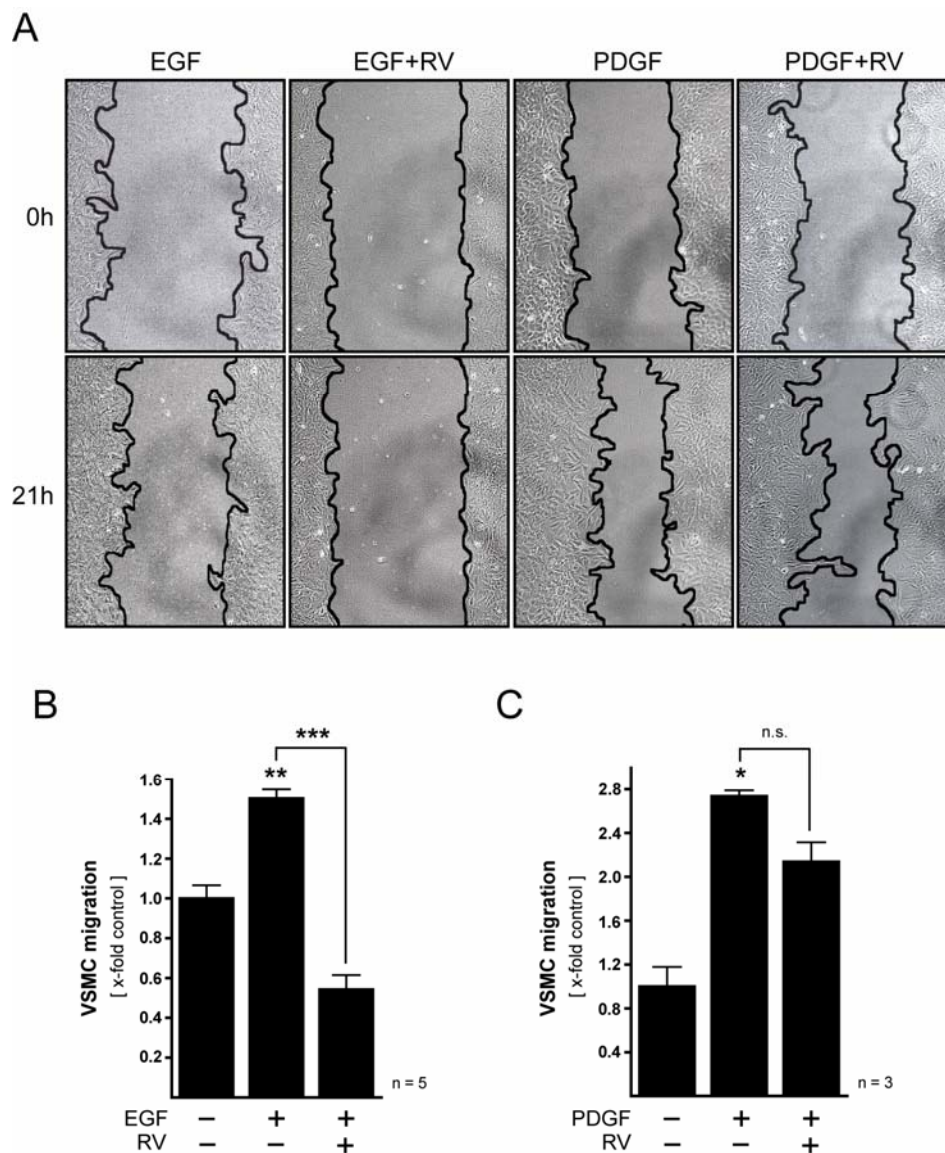 A
EGF
EGF+RV
PDGF
PDGF+RV
0h
21h
B
***
**
VSMC migration
[ x-fold control ]
1.6
1.4
1.2
1.0
0.8
0.6
0.4
0.2
n = 5
EGF – + +
RV – – +
C
n.s.
*
VSMC migration
[ x-fold control ]
2.8
2.4
2.0
1.6
1.2
0.8
0.4
n = 3
PDGF – + +
RV – – +